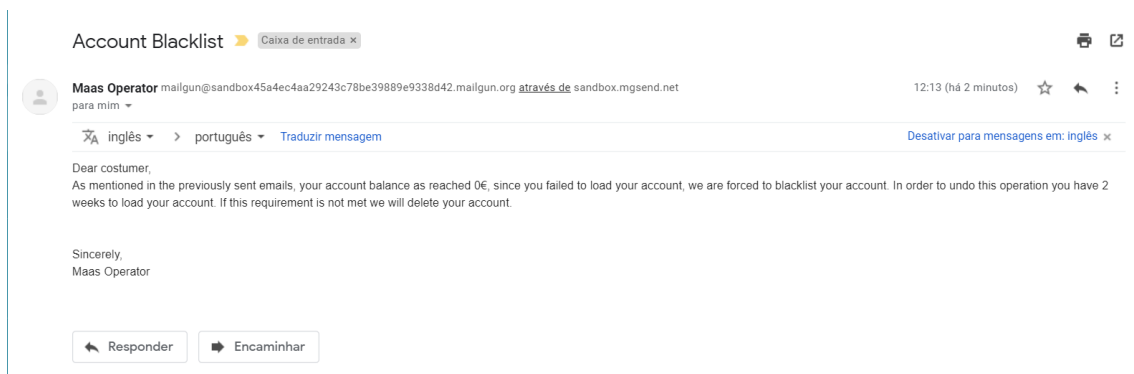 Account Blacklist Caixa de entrada ×
Maas Operator mailgun@sandbox45a4ec4aa29243c78be39889e9338d42.mailgun.org através de sandbox.mgsend.net 12:13 (há 2 minutos)
para mim
inglês > português Traduzir mensagem Desativar para mensagens em: inglês ×
Dear costumer,
As mentioned in the previously sent emails, your account balance as reached 0€, since you failed to load your account, we are forced to blacklist your account. In order to undo this operation you have 2
weeks to load your account. If this requirement is not met we will delete your account.
Sincerely,
Maas Operator
Responder Encaminhar